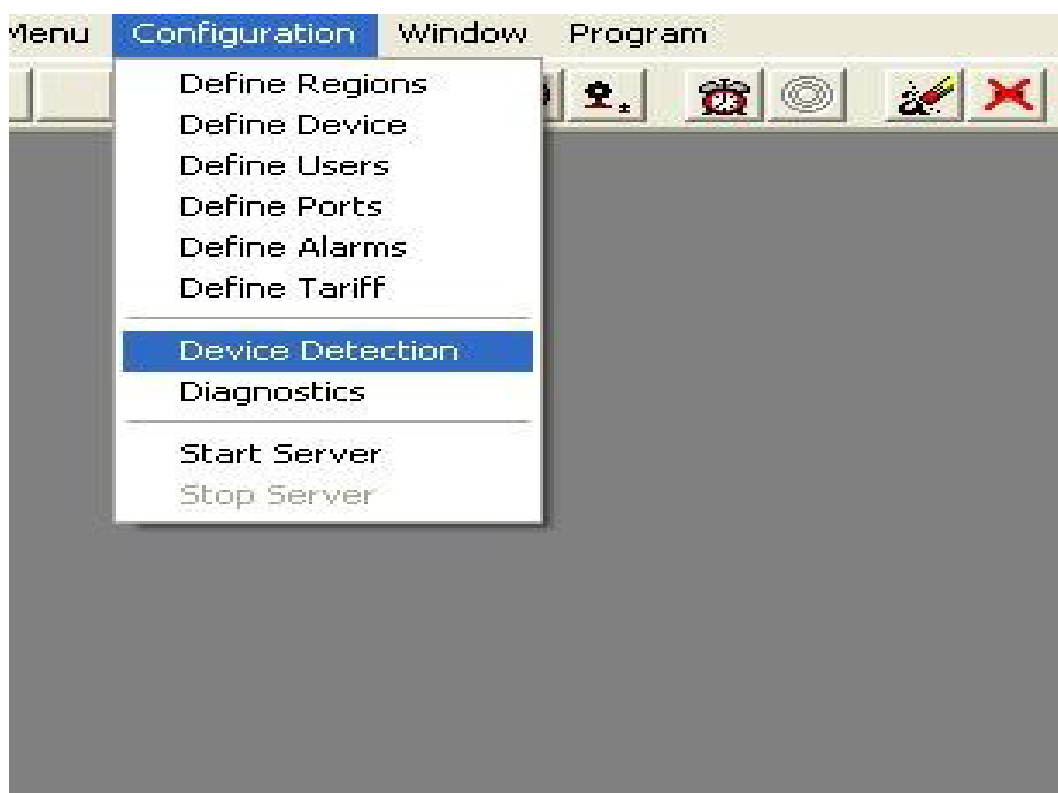 Menu Configuration Window Program
Define Regions
Define Device
Define Users
Define Ports
Define Alarms
Define Tariff
Device Detection
Diagnostics
Start Server
Stop Server